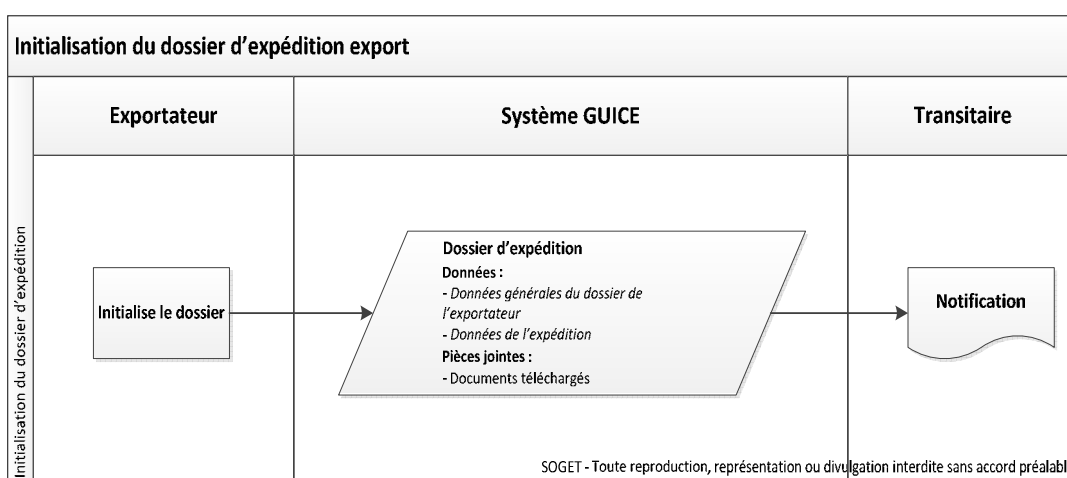 Initialisation du dossier d'expédition export
Exportateur
Système GUICE
Transitaire
Initialisation du dossier d'expédition
Initialise le dossier
Dossier d'expédition
Données :
- Données générales du dossier de
l'exportateur
- Données de l'expédition
Pièces jointes :
- Documents téléchargés
Notification
SOGET - Toute reproduction, représentation ou divulgation interdite sans accord préalabl